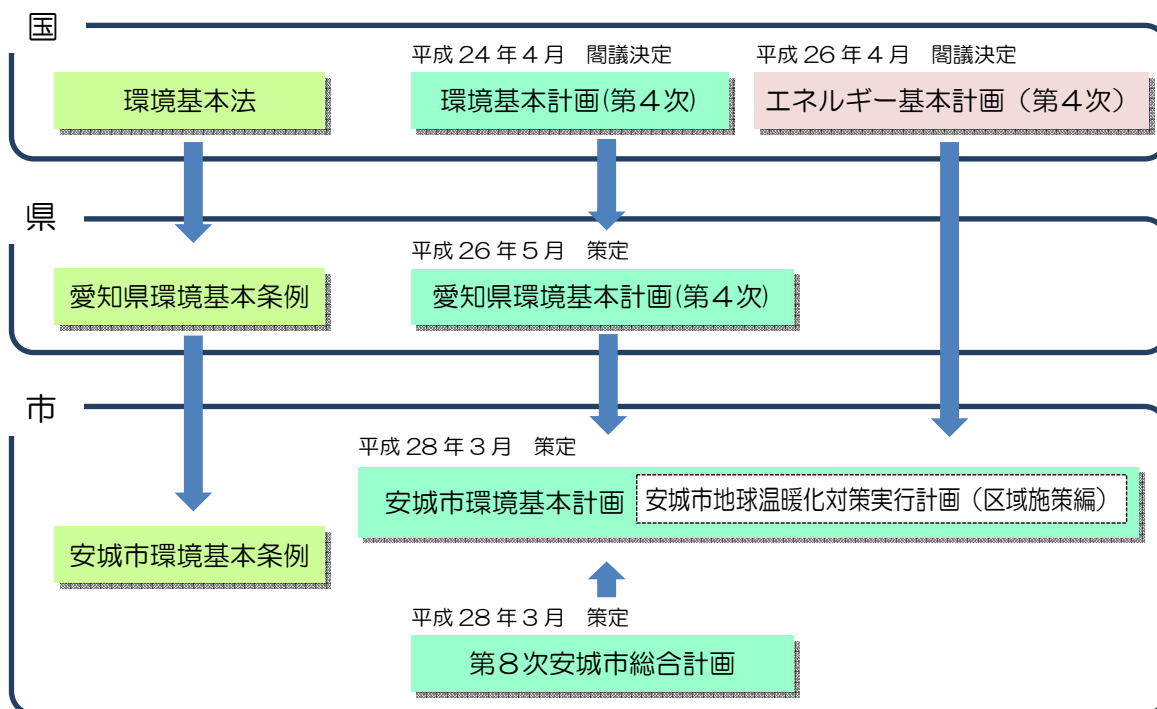 国
平成24年4月　閣議決定
平成26年4月　閣議決定
環境基本法
環境基本計画(第４次)
エネルギー基本計画（第４次）
県
平成26年5月　策定
愛知県環境基本条例
愛知県環境基本計画(第４次)
市
平成28年3月　策定
安城市環境基本計画
安城市地球温暖化対策実行計画（区域施策編）
安城市環境基本条例
平成28年3月　策定
第８次安城市総合計画